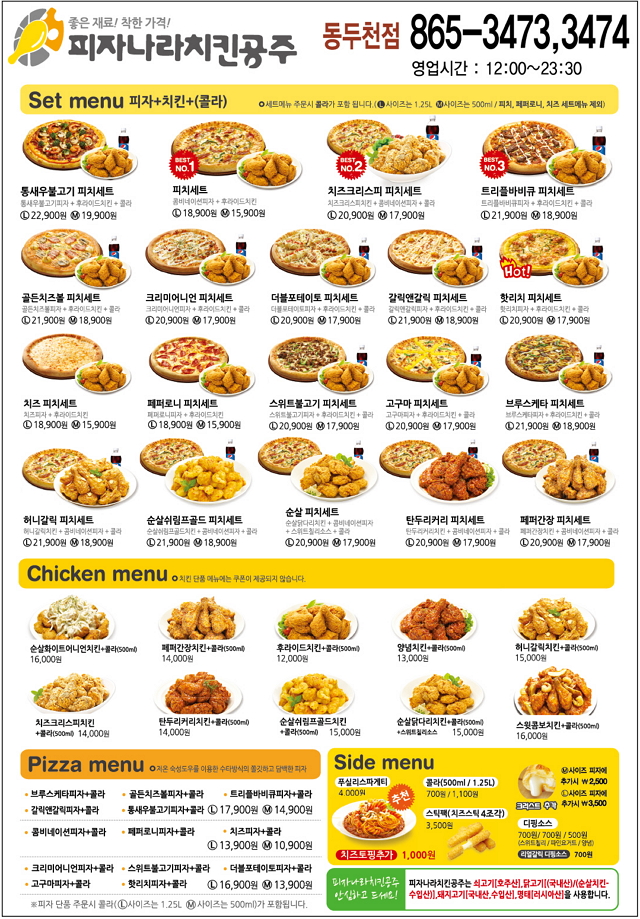 좋은 재료! 착한 가격!
피자나라치킨공주
동두천점 865-3473,3474
영업시간 : 12:00~23:30
Set menu 피자+치킨+(콜라)
세트메뉴 주문시 콜라가 포함 됩니다.(Ⓛ사이즈는 1.25L Ⓜ사이즈는 500ml / 피치, 페퍼로니, 치즈 세트메뉴 제외)
통새우불고기 피치세트
통새우불고기피자 + 후라이드치킨 + 콜라
Ⓛ 22,900원 Ⓜ 19,900원
BEST NO.1
피치세트
콤비네이션피자 + 후라이드치킨
Ⓛ 18,900원 Ⓜ 15,900원
BEST NO.2
치즈크리스피 피치세트
치즈크리스피치킨 + 콤비네이션피자 + 콜라
Ⓛ 20,900원 Ⓜ 17,900원
BEST NO.3
트리플바비큐 피치세트
트리플바비큐피자 + 후라이드치킨 + 콜라
Ⓛ 21,900원 Ⓜ 18,900원
골든치즈볼 피치세트
골든치즈볼피자 + 후라이드치킨 + 콜라
Ⓛ 21,900원 Ⓜ 18,900원
크리미어니언 피치세트
크리미어니언피자 + 후라이드치킨 + 콜라
Ⓛ 20,900원 Ⓜ 17,900원
더블포테이토 피치세트
더블포테이토피자 + 후라이드치킨 + 콜라
Ⓛ 20,900원 Ⓜ 17,900원
갈릭앤갈릭 피치세트
갈릭앤갈릭피자 + 후라이드치킨 + 콜라
Ⓛ 21,900원 Ⓜ 18,900원
Hot!
핫리치 피치세트
핫리치피자 + 후라이드치킨 + 콜라
Ⓛ 20,900원 Ⓜ 17,900원
치즈 피치세트
치즈피자 + 후라이드치킨
Ⓛ 18,900원 Ⓜ 15,900원
페퍼로니 피치세트
페퍼로니피자 + 후라이드치킨
Ⓛ 18,900원 Ⓜ 15,900원
스위트불고기 피치세트
스위트불고기피자 + 후라이드치킨 + 콜라
Ⓛ 20,900원 Ⓜ 17,900원
고구마 피치세트
고구마피자 + 후라이드치킨 + 콜라
Ⓛ 20,900원 Ⓜ 17,900원
브루스케타 피치세트
브루스케타피자 + 후라이드치킨 + 콜라
Ⓛ 21,900원 Ⓜ 18,900원
허니갈릭 피치세트
허니갈릭치킨 + 콤비네이션피자 + 콜라
Ⓛ 21,900원 Ⓜ 18,900원
순살쉬림프골드 피치세트
순살쉬림프골드치킨 + 콤비네이션피자 + 콜라
Ⓛ 21,900원 Ⓜ 18,900원
순살 피치세트
순살닭다리치킨 + 콤비네이션피자
+ 스위트칠리소스 + 콜라
Ⓛ 20,900원 Ⓜ 17,900원
탄두리커리 피치세트
탄두리커리치킨 + 콤비네이션피자 + 콜라
Ⓛ 20,900원 Ⓜ 17,900원
페퍼간장 피치세트
페퍼간장치킨 + 콤비네이션피자 + 콜라
Ⓛ 20,900원 Ⓜ 17,900원
Chicken menu 치킨 단품 메뉴에는 쿠폰이 제공되지 않습니다.
순살화이트어니언치킨+콜라(500ml)
16,000원
페퍼간장치킨+콜라(500ml)
14,000원
후라이드치킨+콜라(500ml)
12,000원
양념치킨+콜라(500ml)
13,000원
허니갈릭치킨+콜라(500ml)
15,000원
치즈크리스피치킨
+콜라(500ml) 14,000원
탄두리커리치킨
+콜라(500ml) 14,000원
순살쉬림프골드치킨
+콜라(500ml) 15,000원
순살닭다리치킨+콜라(500ml)
+스위트칠리소스 15,000원
스윗콤보치킨+콜라(500ml)
16,000원
Pizza menu 저온 숙성도우를 이용한 수타방식의 쫄깃하고 담백한 피자
• 브루스케타피자+콜라 • 골든치즈볼피자+콜라 • 트리플바비큐피자+콜라
• 갈릭앤갈릭피자+콜라 • 통새우불고기피자+콜라 Ⓛ 17,900원 Ⓜ 14,900원
• 콤비네이션피자+콜라 • 페퍼로니피자+콜라 • 치즈피자+콜라
Ⓛ 13,900원 Ⓜ 10,900원
• 크리미어니언피자+콜라 • 스위트불고기피자+콜라 • 더블포테이토피자+콜라
• 고구마피자+콜라 • 핫리치피자+콜라 Ⓛ 16,900원 Ⓜ 13,900원
※피자 단품 주문시 콜라(Ⓛ사이즈는 1.25L Ⓜ사이즈는 500ml)가 포함됩니다.
Side menu
푸실리스파게티
4,000원
추천
치즈토핑추가 1,000원
콜라(500ml / 1.25L)
700원 / 1,100원
스틱팩(치즈스틱 4조각)
3,500원
Ⓜ사이즈 피자에
추가시 ₩2,500
Ⓛ사이즈 피자에
추가시 ₩3,500
크러스트 추가
디핑소스
700원/ 700원 / 500원
(스위트칠리 / 파인요거트 / 양념)
리얼갈릭 디핑소스 700원
피자나라치킨공주
안심하고 드세요!
피자나라치킨공주는 쇠고기[호주산],닭고기[(국내산)/(순살치킨-
수입산)],돼지고기[국내산,수입산],명태[러시아산]을 사용합니다.